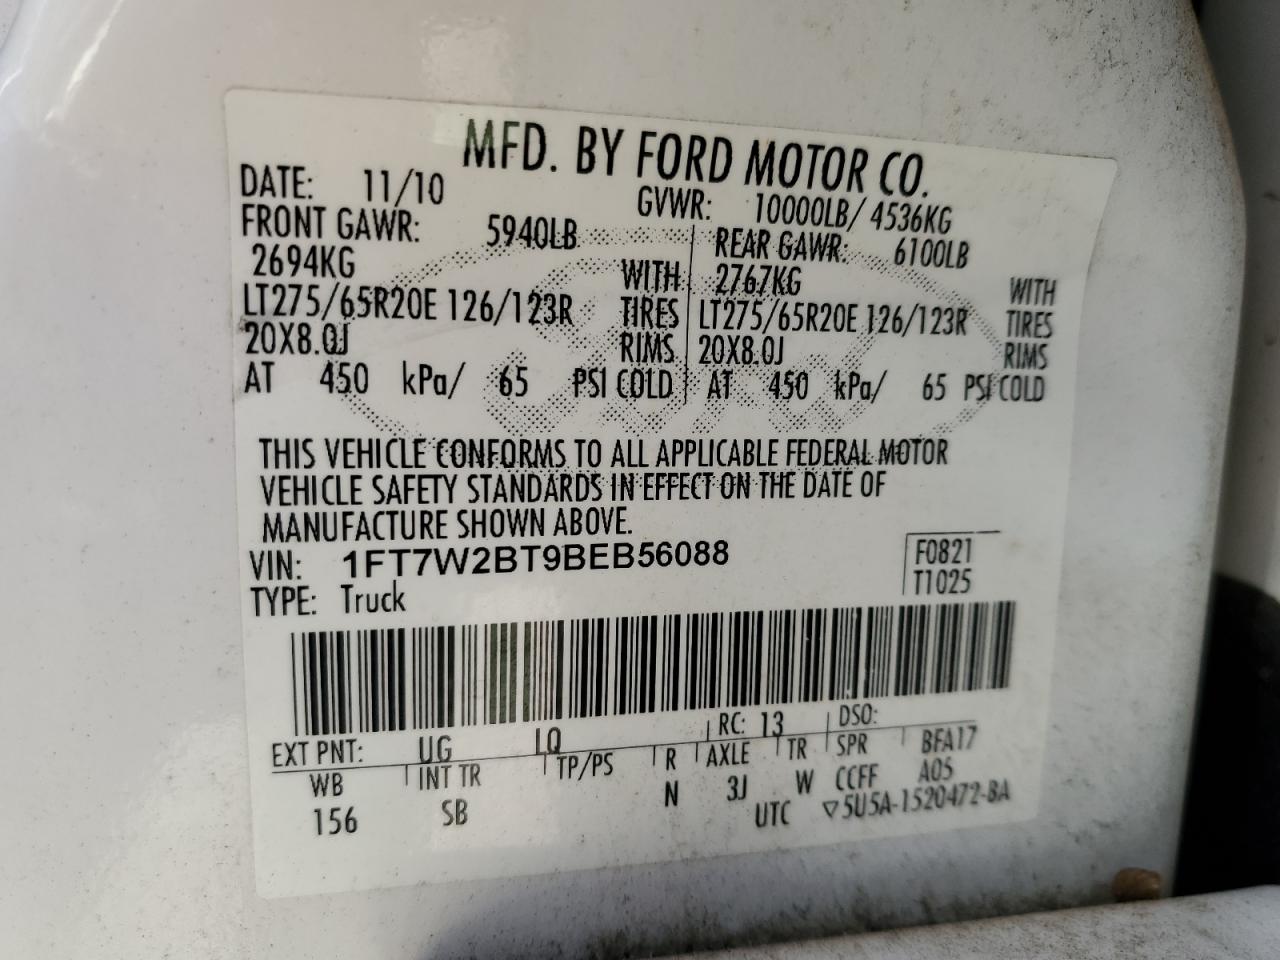 MFD. BY FORD MOTOR CO.
DATE: 11/10 GVWR: 10000LB/ 4536KG
FRONT GAWR: 5940LB REAR GAWR: 6100LB
2694KG WITH 2767KG WITH
LT275/65R20E 126/123R TIRES LT275/65R20E 126/123R TIRES
20X8.0J RIMS 20X8.0J RIMS
AT 450 kPa/ 65 PSI COLD AT 450 kPa/ 65 PSI COLD
THIS VEHICLE CONFORMS TO ALL APPLICABLE FEDERAL MOTOR
VEHICLE SAFETY STANDARDS IN EFFECT ON THE DATE OF
MANUFACTURE SHOWN ABOVE.
VIN: 1FT7W2BT9BEB56088 F0821
TYPE: Truck T1025
EXT PNT: UG LQ RC: 13 DSO:
WB INT TR TP/PS R AXLE TR SPR BFA17
156 SB N 3J W CCFF A05
UTC ▽5U5A-1520472-BA